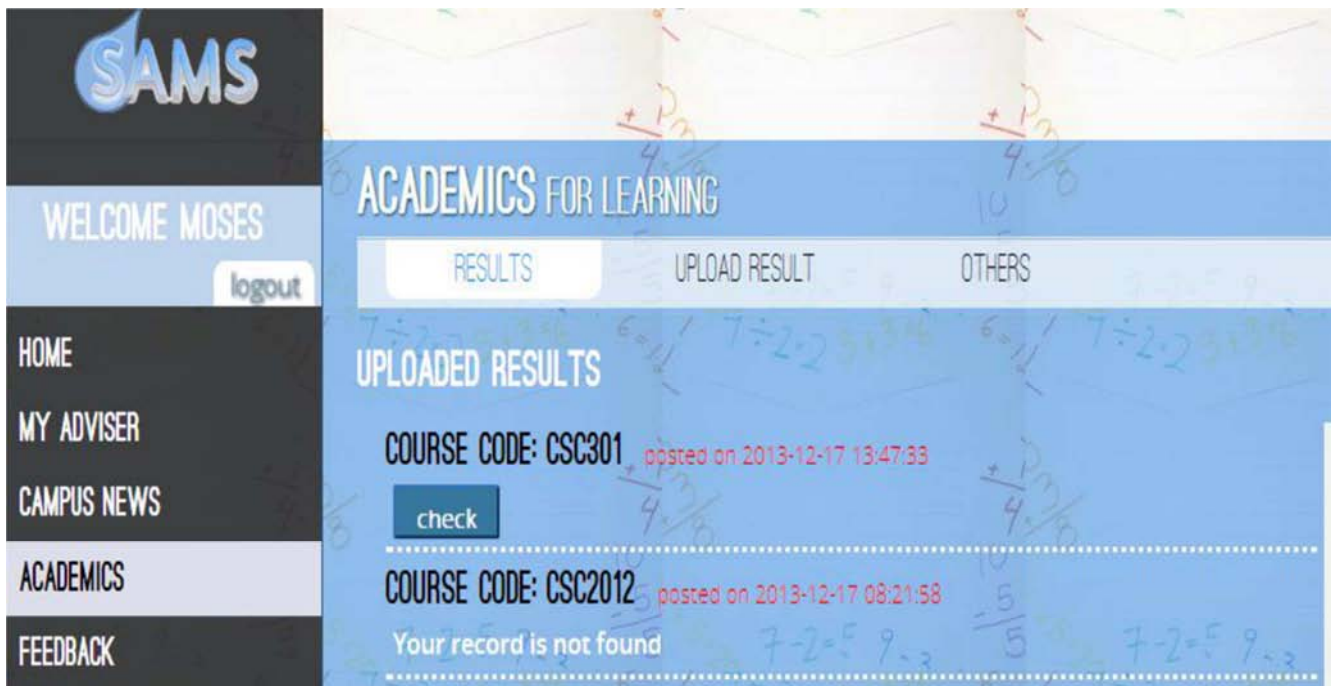 SAMS
WELCOME MOSES
logout
HOME
MY ADVISER
CAMPUS NEWS
ACADEMICS
FEEDBACK
ACADEMICS FOR LEARNING
RESULTS UPLOAD RESULT OTHERS
UPLOADED RESULTS
COURSE CODE: CSC301 posted on 2013-12-17 13:47:33
check
COURSE CODE: CSC2012 posted on 2013-12-17 08:21:58
Your record is not found